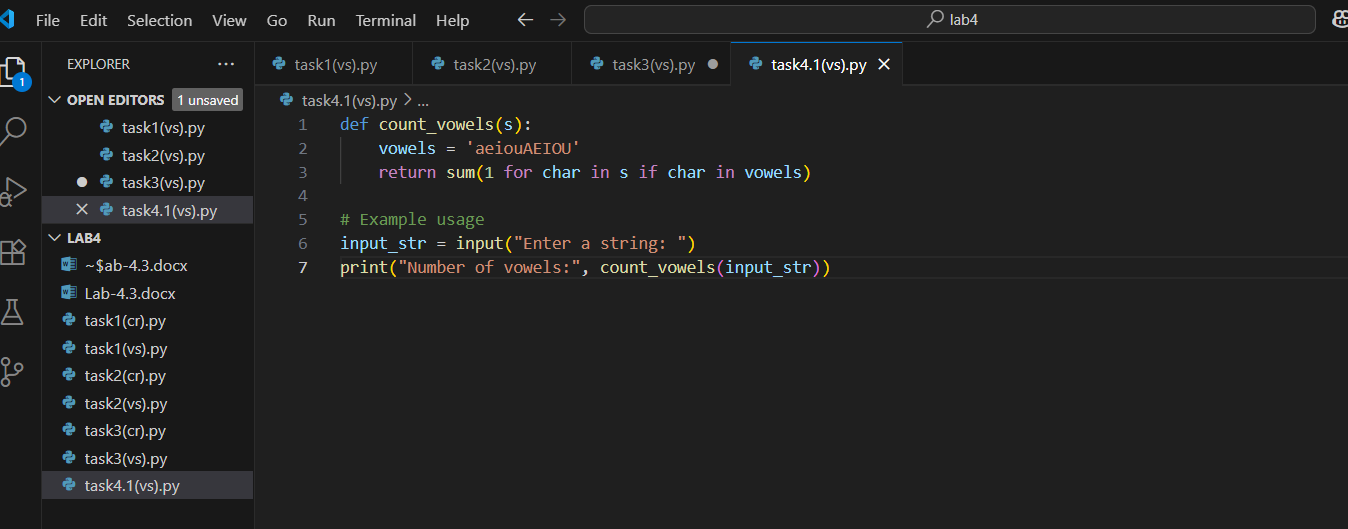 File Edit Selection View Go Run Terminal Help lab4
EXPLORER ...
1
OPEN EDITORS 1 unsaved
task1(vs).py
task2(vs).py
task3(vs).py
task4.1(vs).py
LAB4
~$ab-4.3.docx
Lab-4.3.docx
task1(cr).py
task1(vs).py
task2(cr).py
task2(vs).py
task3(cr).py
task3(vs).py
task4.1(vs).py
task1(vs).py task2(vs).py task3(vs).py task4.1(vs).py
task4.1(vs).py > ...
1 def count_vowels(s):
2     vowels = 'aeiouAEIOU'
3     return sum(1 for char in s if char in vowels)
4
5 # Example usage
6 input_str = input("Enter a string: ")
7 print("Number of vowels:", count_vowels(input_str))